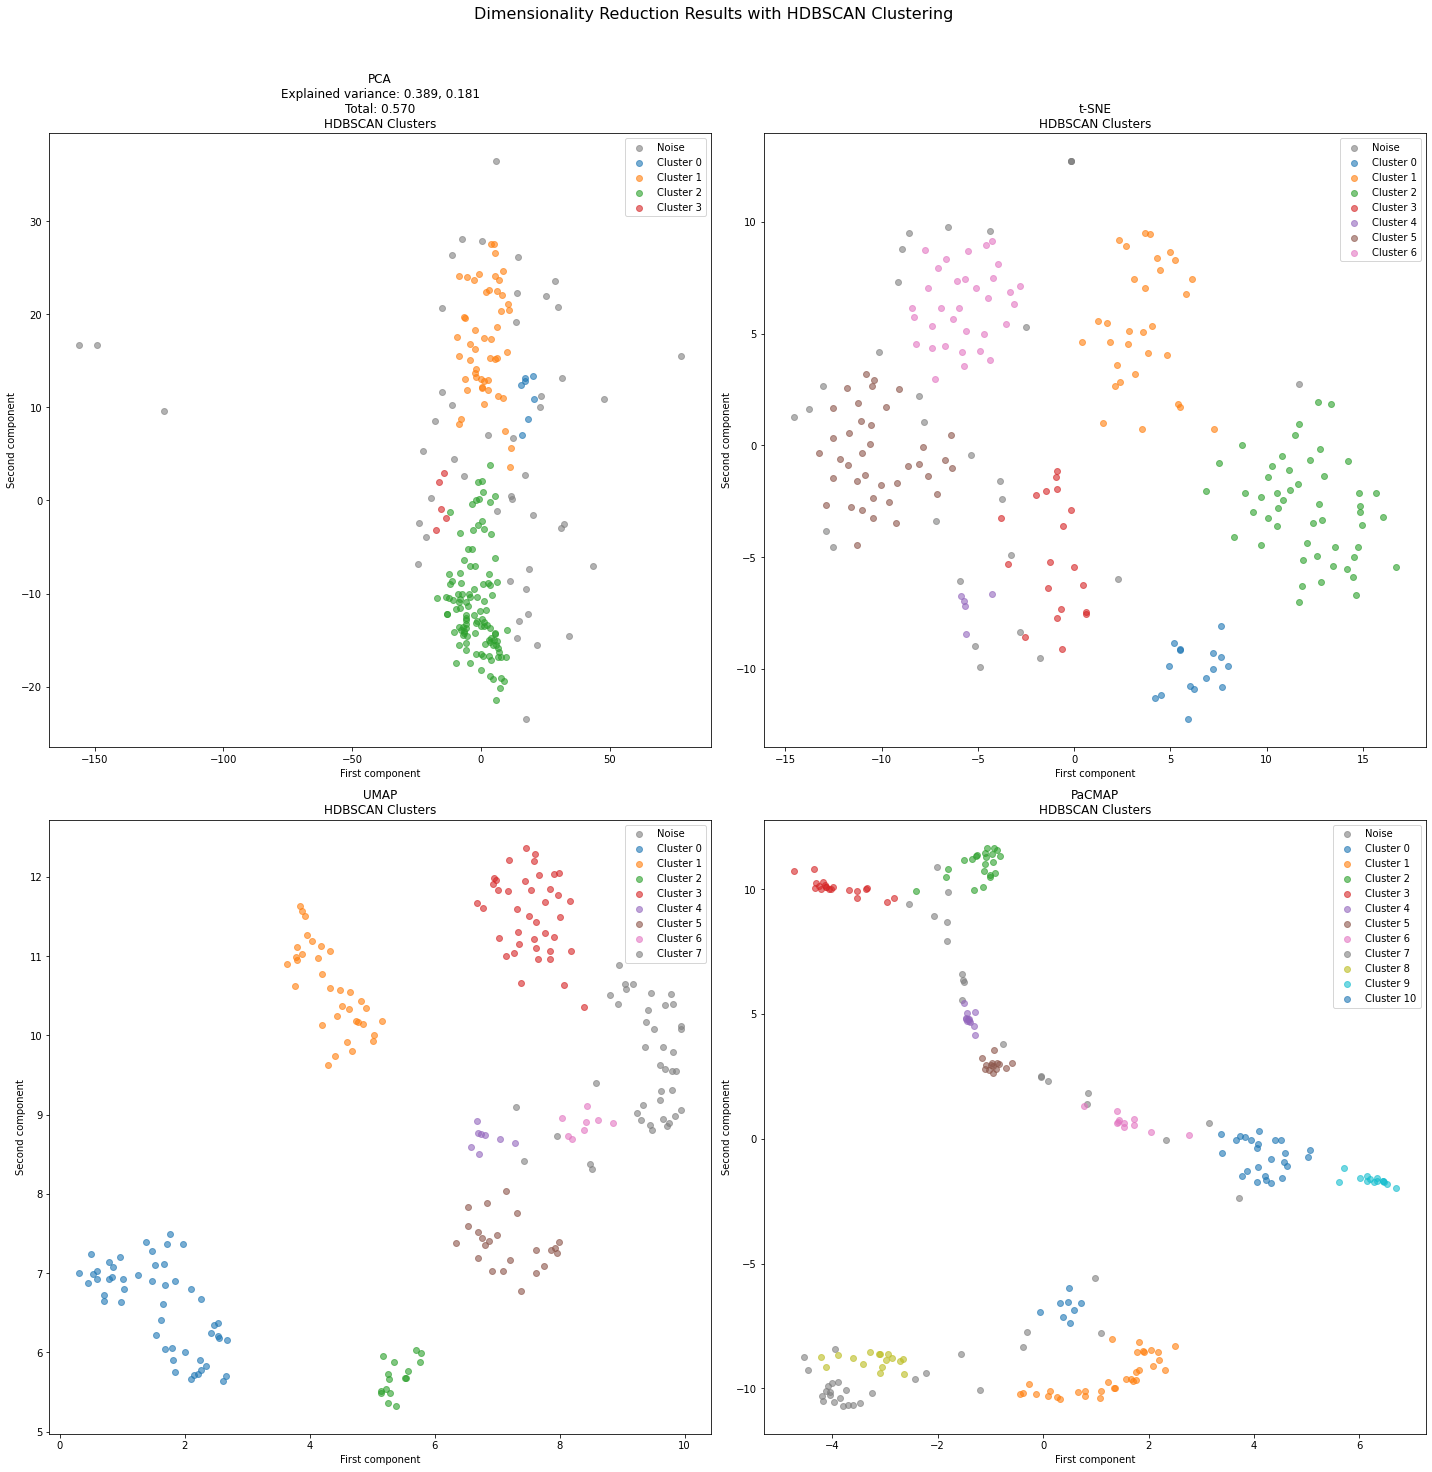 Dimensionality Reduction Results with HDBSCAN Clustering
PCA
Explained variance: 0.389, 0.181
Total: 0.570
HDBSCAN Clusters
Noise
Cluster 0
Cluster 1
Cluster 2
Cluster 3
30
20
10
0
−10
−20
Second component
−150
−100
−50
0
50
First component
t-SNE
HDBSCAN Clusters
Noise
Cluster 0
Cluster 1
Cluster 2
Cluster 3
Cluster 4
Cluster 5
Cluster 6
10
5
0
−5
−10
Second component
−15
−10
−5
0
5
10
15
First component
UMAP
HDBSCAN Clusters
Noise
Cluster 0
Cluster 1
Cluster 2
Cluster 3
Cluster 4
Cluster 5
Cluster 6
Cluster 7
12
11
10
9
8
7
6
5
Second component
0
2
4
6
8
10
First component
PaCMAP
HDBSCAN Clusters
Noise
Cluster 0
Cluster 1
Cluster 2
Cluster 3
Cluster 4
Cluster 5
Cluster 6
Cluster 7
Cluster 8
Cluster 9
Cluster 10
10
5
0
−5
−10
Second component
−4
−2
0
2
4
6
First component